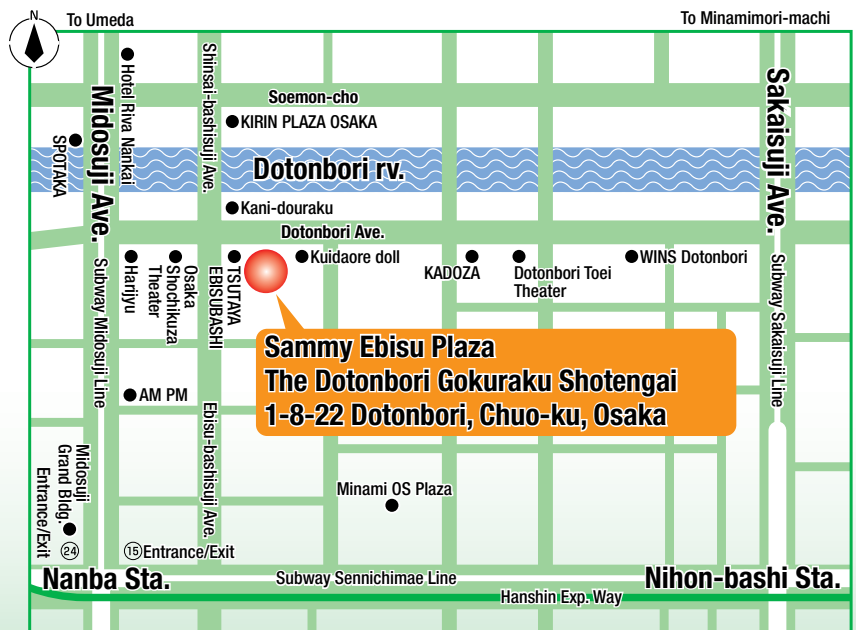 N
To Umeda
To Minamimori-machi
Hotel Riva Nankai
Shinsai-bashisuji Ave.
Midosuji Ave.
Sakaisuji Ave.
Soemon-cho
KIRIN PLAZA OSAKA
SPOTAKA
Dotonbori rv.
Kani-douraku
Dotonbori Ave.
Harijyu
Osaka
Shochikuza
Theater
TSUTAYA
EBISUBASHI
Kuidaore doll
KADOZA
Dotonbori Toei
Theater
WINS Dotonbori
Subway Midosuji Line
Subway Sakaisuji Line
Sammy Ebisu Plaza
The Dotonbori Gokuraku Shotengai
1-8-22 Dotonbori, Chuo-ku, Osaka
AM PM
Ebisu-bashisuji Ave.
Midosuji
Grand Bldg.
Entrance/Exit
24
Minami OS Plaza
15 Entrance/Exit
Nanba Sta.
Subway Sennichimae Line
Nihon-bashi Sta.
Hanshin Exp. Way